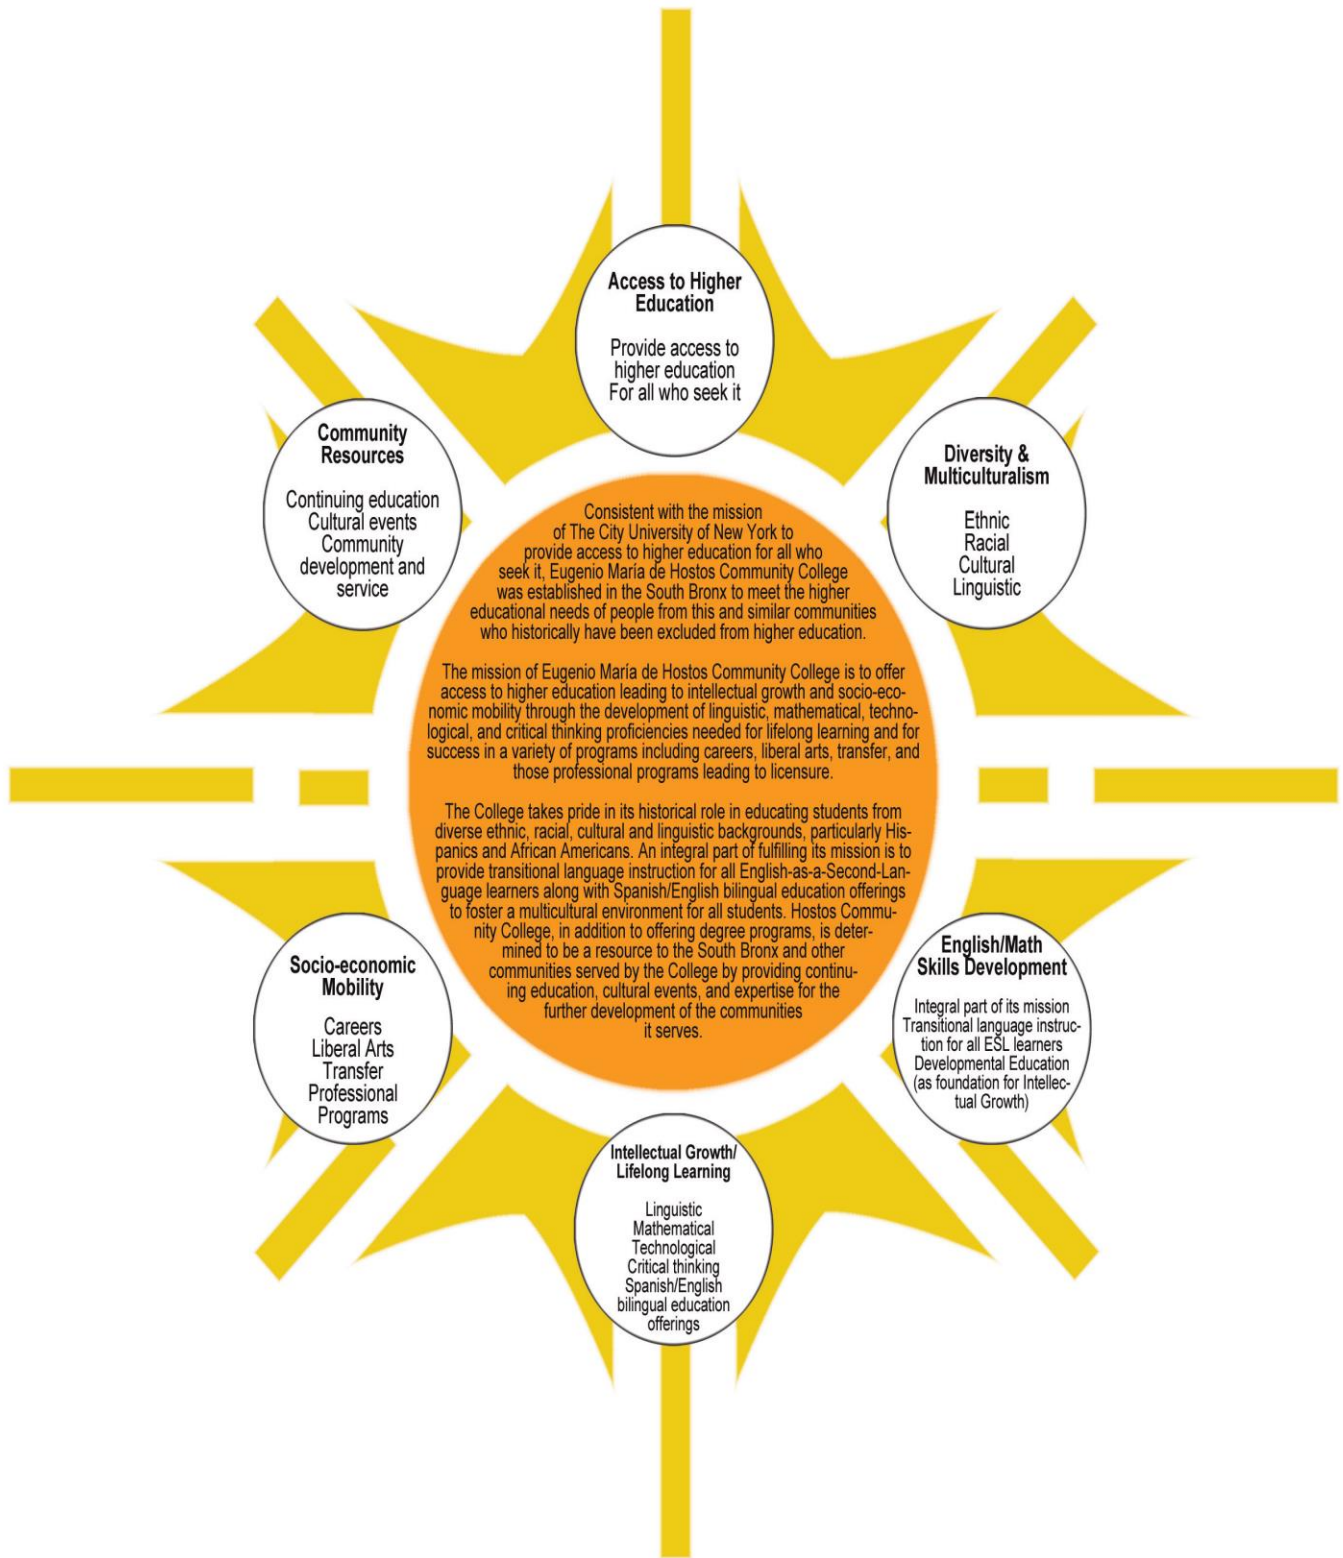 Access to Higher
Education
Provide access to
higher education
For all who seek it
Community
Resources
Continuing education
Cultural events
Community
development and
service
Diversity &
Multiculturalism
Ethnic
Racial
Cultural
Linguistic
Consistent with the mission
of The City University of New York to
provide access to higher education for all who
seek it, Eugenio María de Hostos Community College
was established in the South Bronx to meet the higher
educational needs of people from this and similar communities
who historically have been excluded from higher education.
The mission of Eugenio María de Hostos Community College is to offer
access to higher education leading to intellectual growth and socio-eco-
nomic mobility through the development of linguistic, mathematical, techno-
logical, and critical thinking proficiencies needed for lifelong learning and for
success in a variety of programs including careers, liberal arts, transfer, and
those professional programs leading to licensure.
The College takes pride in its historical role in educating students from
diverse ethnic, racial, cultural and linguistic backgrounds, particularly His-
panics and African Americans. An integral part of fulfilling its mission is to
provide transitional language instruction for all English-as-a-Second-Lan-
guage learners along with Spanish/English bilingual education offerings
to foster a multicultural environment for all students. Hostos Commu-
nity College, in addition to offering degree programs, is deter-
mined to be a resource to the South Bronx and other
communities served by the College by providing continu-
ing education, cultural events, and expertise for the
further development of the communities
it serves.
Socio-economic
Mobility
Careers
Liberal Arts
Transfer
Professional
Programs
English/Math
Skills Development
Integral part of its mission
Transitional language instruc-
tion for all ESL learners
Developmental Education
(as foundation for Intellec-
tual Growth)
Intellectual Growth/
Lifelong Learning
Linguistic
Mathematical
Technological
Critical thinking
Spanish/English
bilingual education
offerings